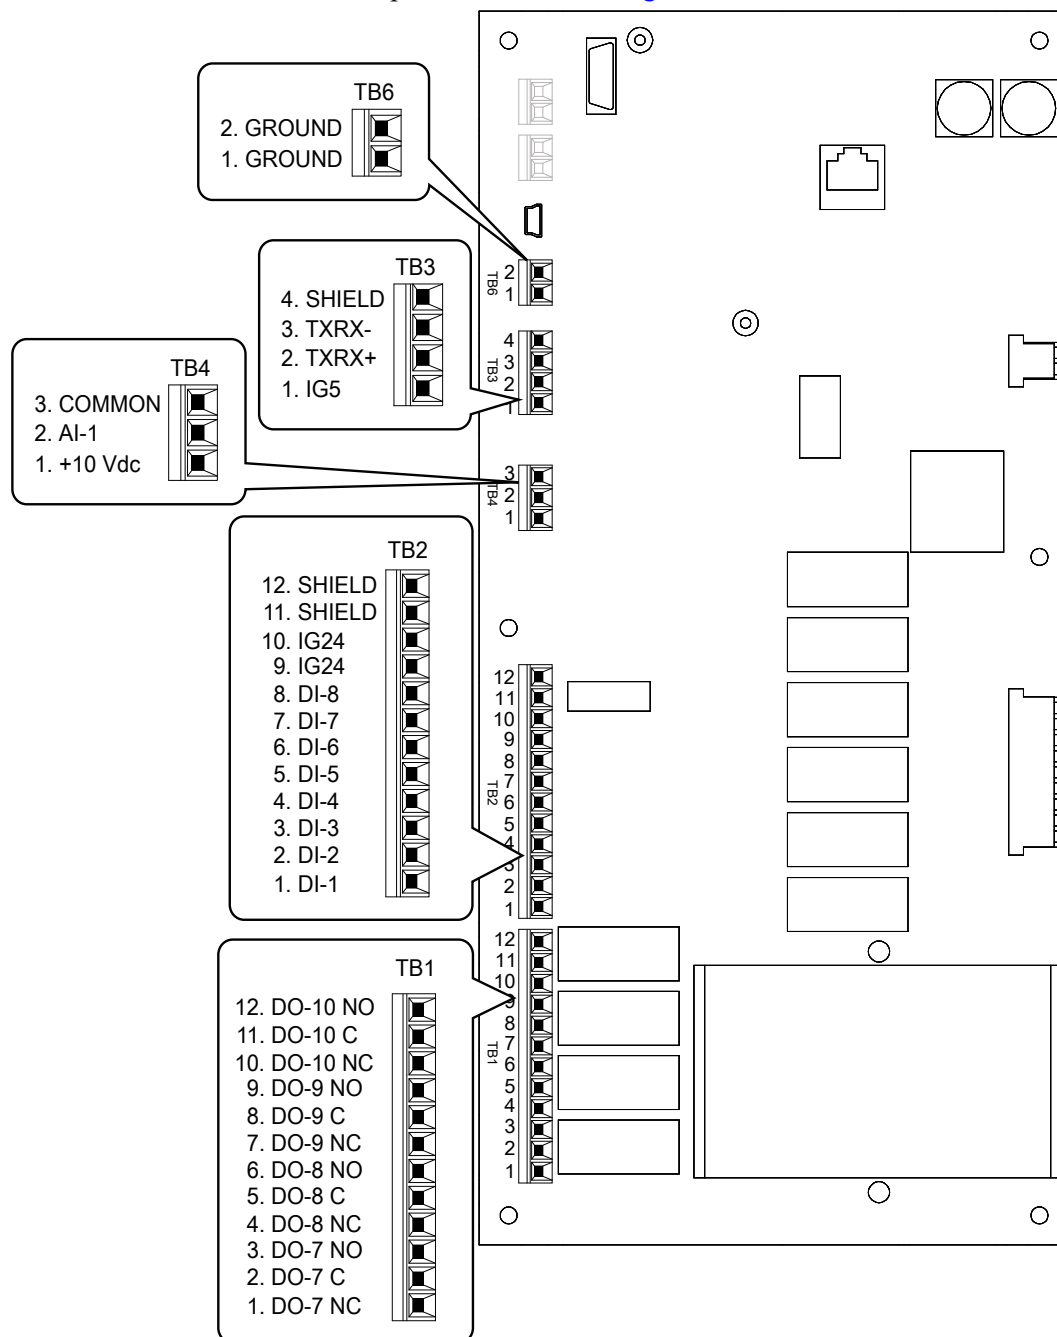 TB6
2. GROUND
1. GROUND
TB3
4. SHIELD
3. TXRX-
2. TXRX+
1. IG5
TB4
3. COMMON
2. AI-1
1. +10 Vdc
TB2
12. SHIELD
11. SHIELD
10. IG24
9. IG24
8. DI-8
7. DI-7
6. DI-6
5. DI-5
4. DI-4
3. DI-3
2. DI-2
1. DI-1
TB1
12. DO-10 NO
11. DO-10 C
10. DO-10 NC
9. DO-9 NO
8. DO-9 C
7. DO-9 NC
6. DO-8 NO
5. DO-8 C
4. DO-8 NC
3. DO-7 NO
2. DO-7 C
1. DO-7 NC
TB6
2
1
TB3
4
3
2
1
TB4
3
2
1
TB2
12
11
10
9
8
7
6
5
4
3
2
1
TB1
12
11
10
9
8
7
6
5
4
3
2
1